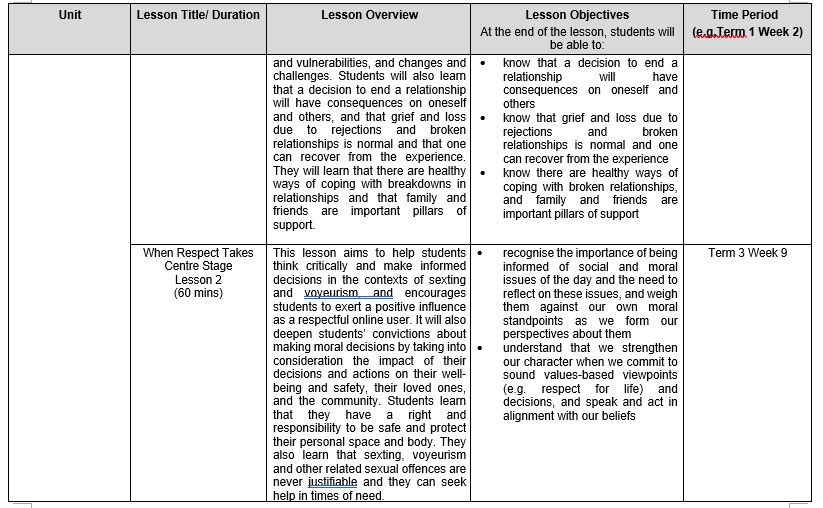 Unit
Lesson Title/ Duration
Lesson Overview
Lesson Objectives
At the end of the lesson, students will
be able to:
Time Period
(e.g.Term 1 Week 2)
and vulnerabilities, and changes and
challenges. Students will also learn
that a decision to end a relationship
will have consequences on oneself
and others, and that grief and loss
due to rejections and broken
relationships is normal and that one
can recover from the experience.
They will learn that there are healthy
ways of coping with breakdowns in
relationships and that family and
friends are important pillars of
support.
• know that a decision to end a
relationship will have
consequences on oneself and
others
• know that grief and loss due to
rejections and broken
relationships is normal and one
can recover from the experience
• know there are healthy ways of
coping with broken relationships,
and family and friends are
important pillars of support
When Respect Takes
Centre Stage
Lesson 2
(60 mins)
This lesson aims to help students
think critically and make informed
decisions in the contexts of sexting
and voyeurism, and encourages
students to exert a positive influence
as a respectful online user. It will also
deepen students' convictions about
making moral decisions by taking into
consideration the impact of their
decisions and actions on their well-
being and safety, their loved ones,
and the community. Students learn
that they have a right and
responsibility to be safe and protect
their personal space and body. They
also learn that sexting, voyeurism
and other related sexual offences are
never justifiable and they can seek
help in times of need.
• recognise the importance of being
informed of social and moral
issues of the day and the need to
reflect on these issues, and weigh
them against our own moral
standpoints as we form our
perspectives about them
• understand that we strengthen
our character when we commit to
sound values-based viewpoints
(e.g. respect for life) and
decisions, and speak and act in
alignment with our beliefs
Term 3 Week 9